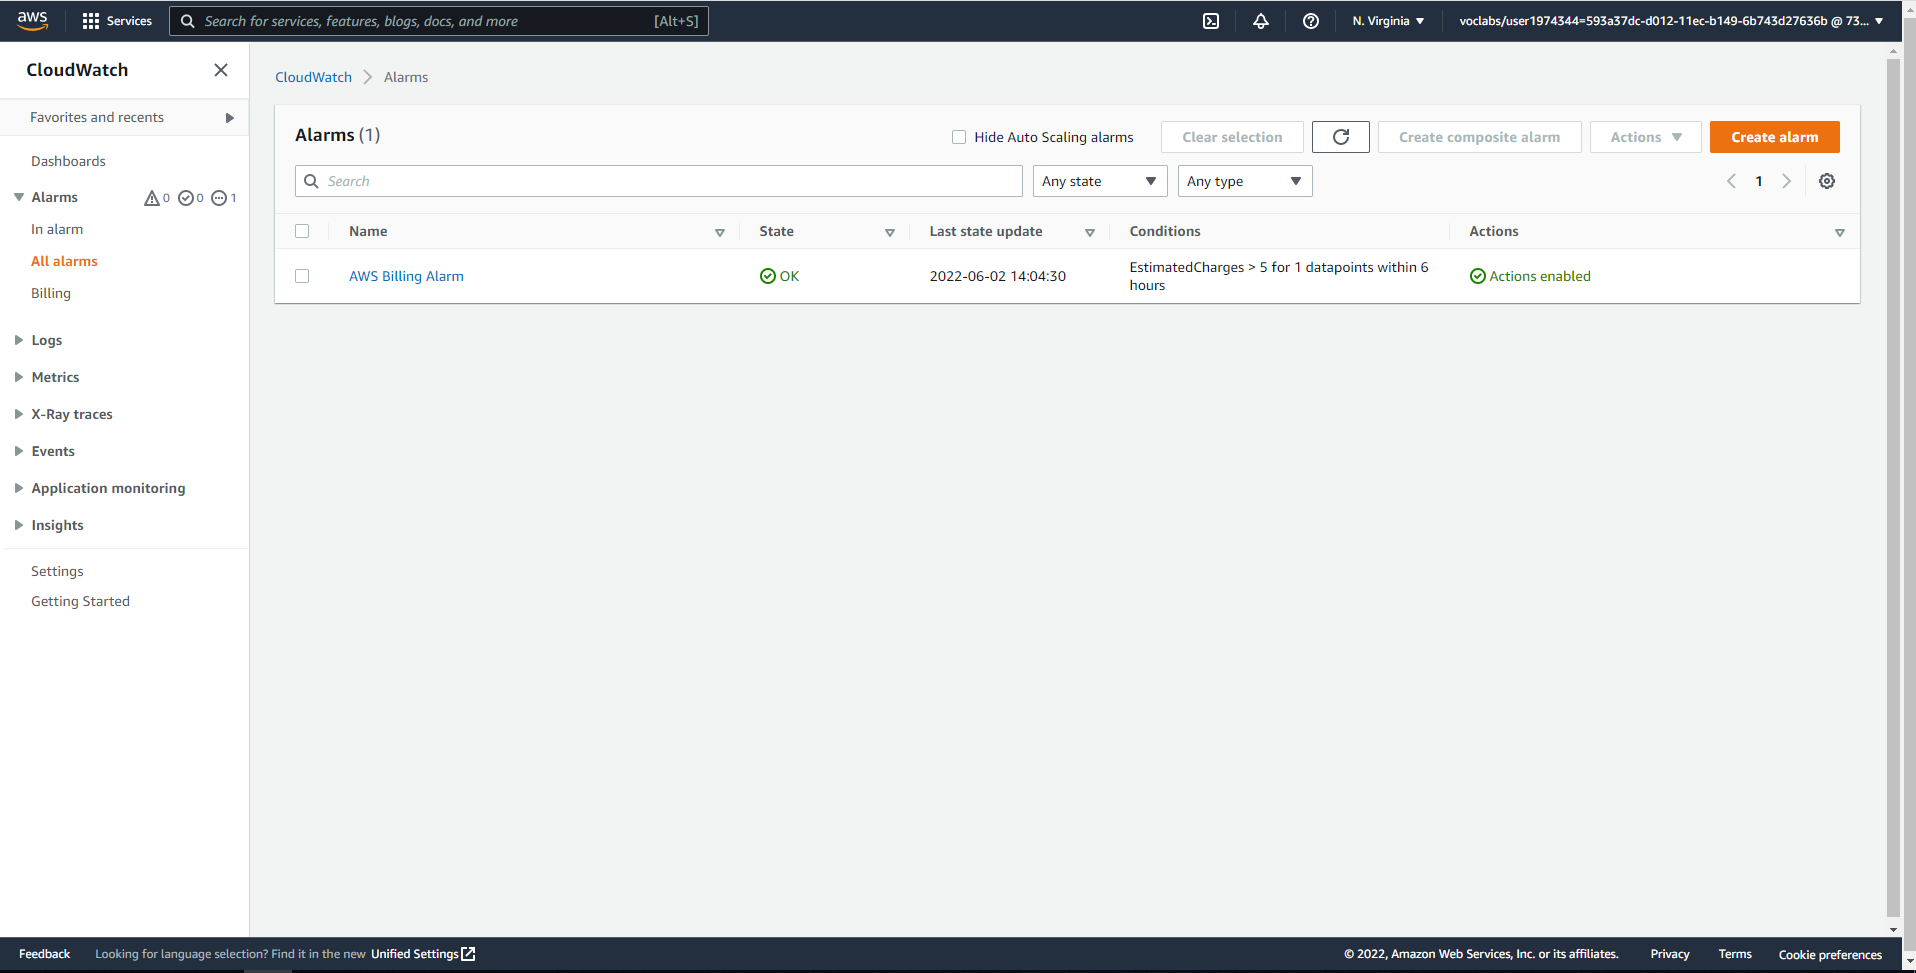 aws
Services
Search for services, features, blogs, docs, and more
[Alt+S]
N. Virginia
voclabs/user1974344=593a37dc-d012-11ec-b149-6b743d27636b @ 73...
CloudWatch
Favorites and recents
Dashboards
Alarms
0
0
1
In alarm
All alarms
Billing
Logs
Metrics
X-Ray traces
Events
Application monitoring
Insights
Settings
Getting Started
CloudWatch
Alarms
Alarms (1)
Hide Auto Scaling alarms
Clear selection
Create composite alarm
Actions
Create alarm
Search
Any state
Any type
1
Name
State
Last state update
Conditions
Actions
AWS Billing Alarm
OK
2022-06-02 14:04:30
EstimatedCharges > 5 for 1 datapoints within 6
hours
Actions enabled
Feedback
Looking for language selection? Find it in the new Unified Settings
© 2022, Amazon Web Services, Inc. or its affiliates.
Privacy
Terms
Cookie preferences